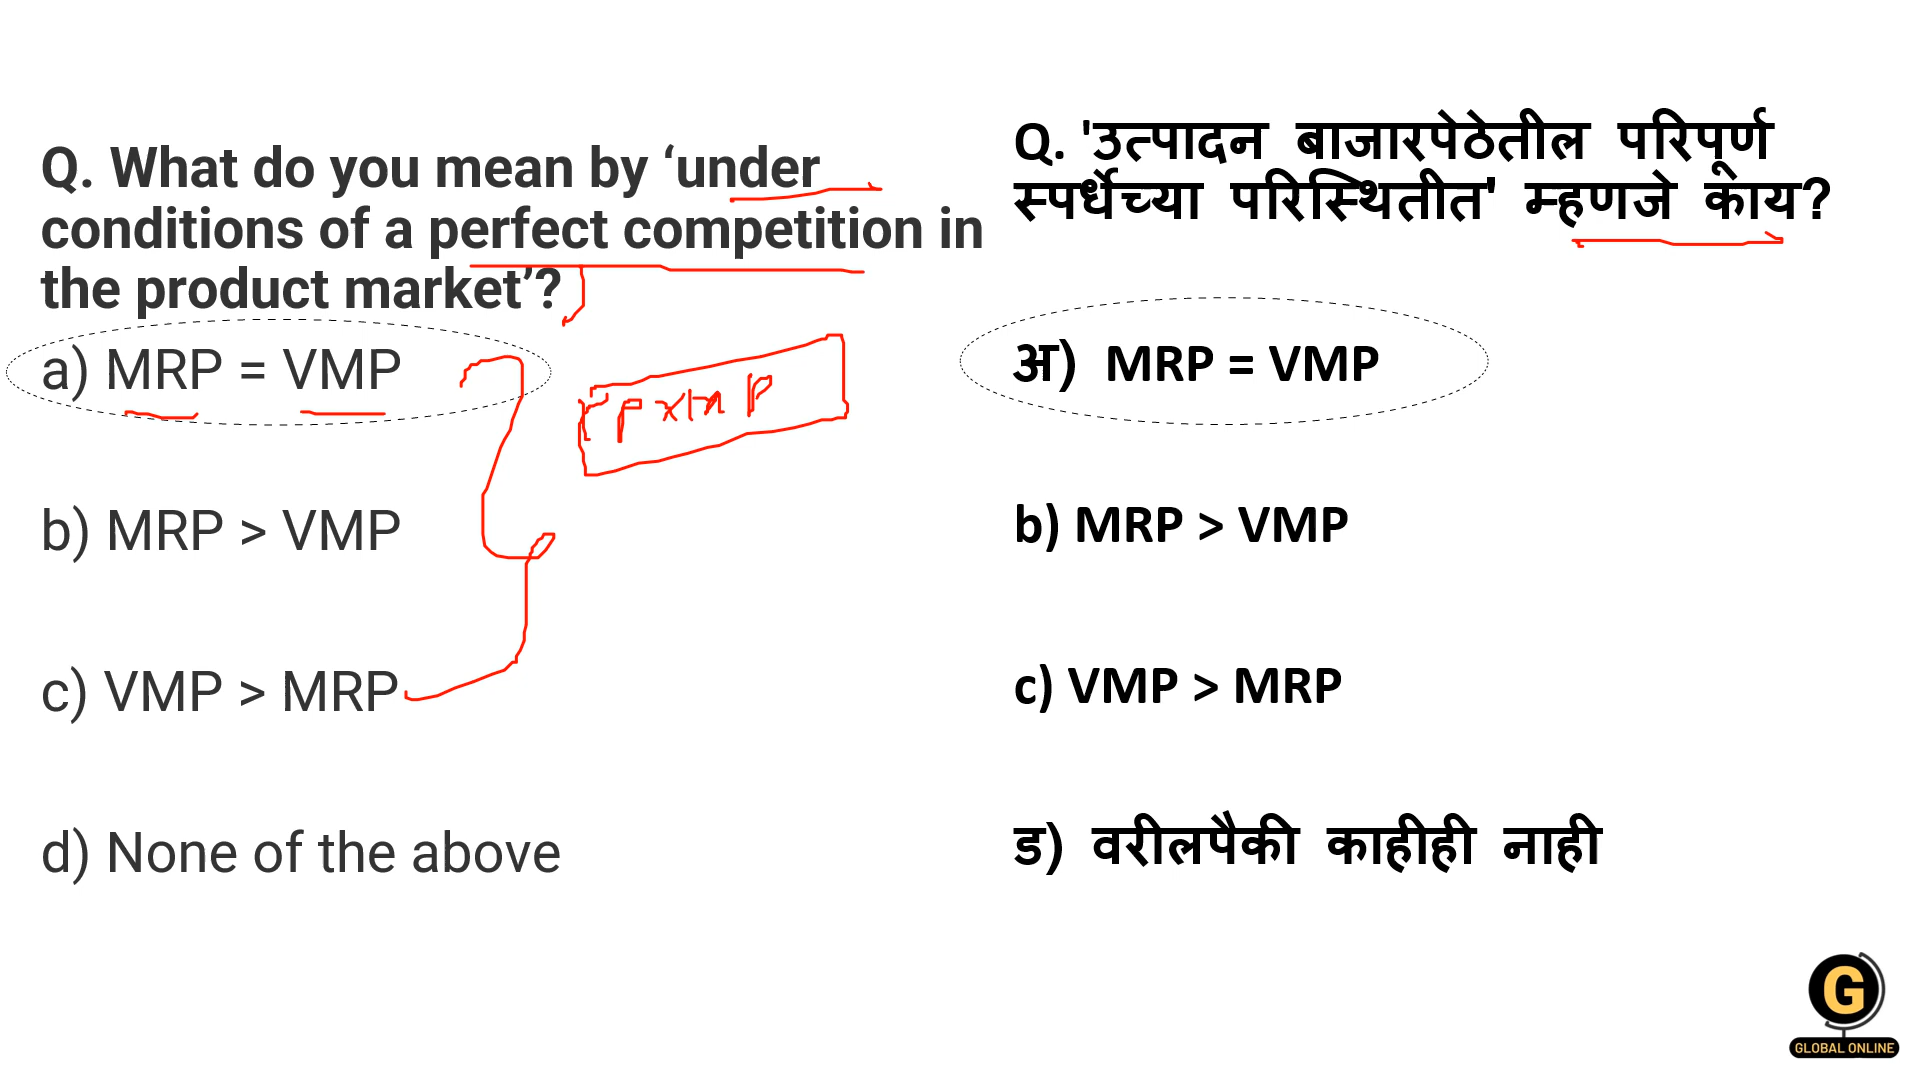 Q. What do you mean by ‘under
conditions of a perfect competition in
the product market’?
a) MRP = VMP
b) MRP > VMP
c) VMP > MRP
d) None of the above
Q. 'उत्पादन बाजारपेठेतील परिपूर्ण
स्पर्धेच्या परिस्थितीत' म्हणजे काय?
अ) MRP = VMP
b) MRP > VMP
c) VMP > MRP
ड) वरीलपैकी काहीही नाही
G
GLOBAL ONLINE